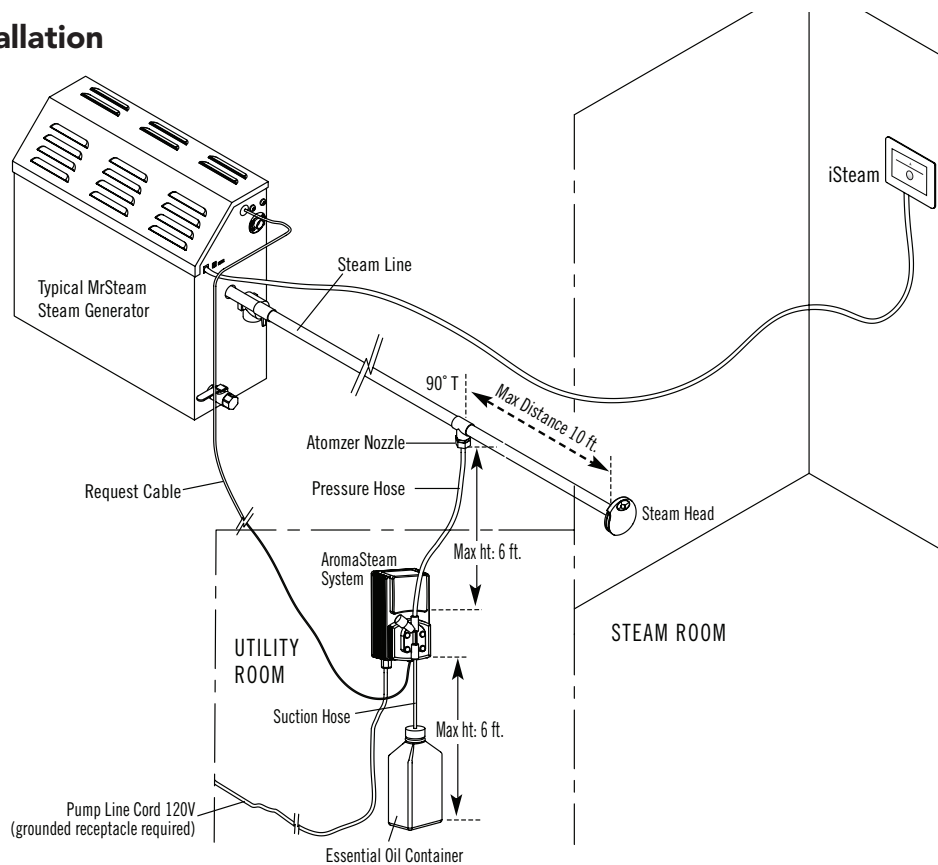 allation
iSteam
Steam Line
Typical MrSteam
Steam Generator
90° T
Max Distance 10 ft.
Atomzer Nozzle
Pressure Hose
Request Cable
Steam Head
Max ht: 6 ft.
AromaSteam
System
STEAM ROOM
UTILITY
ROOM
Suction Hose
Max ht: 6 ft.
Pump Line Cord 120V
(grounded receptacle required)
Essential Oil Container